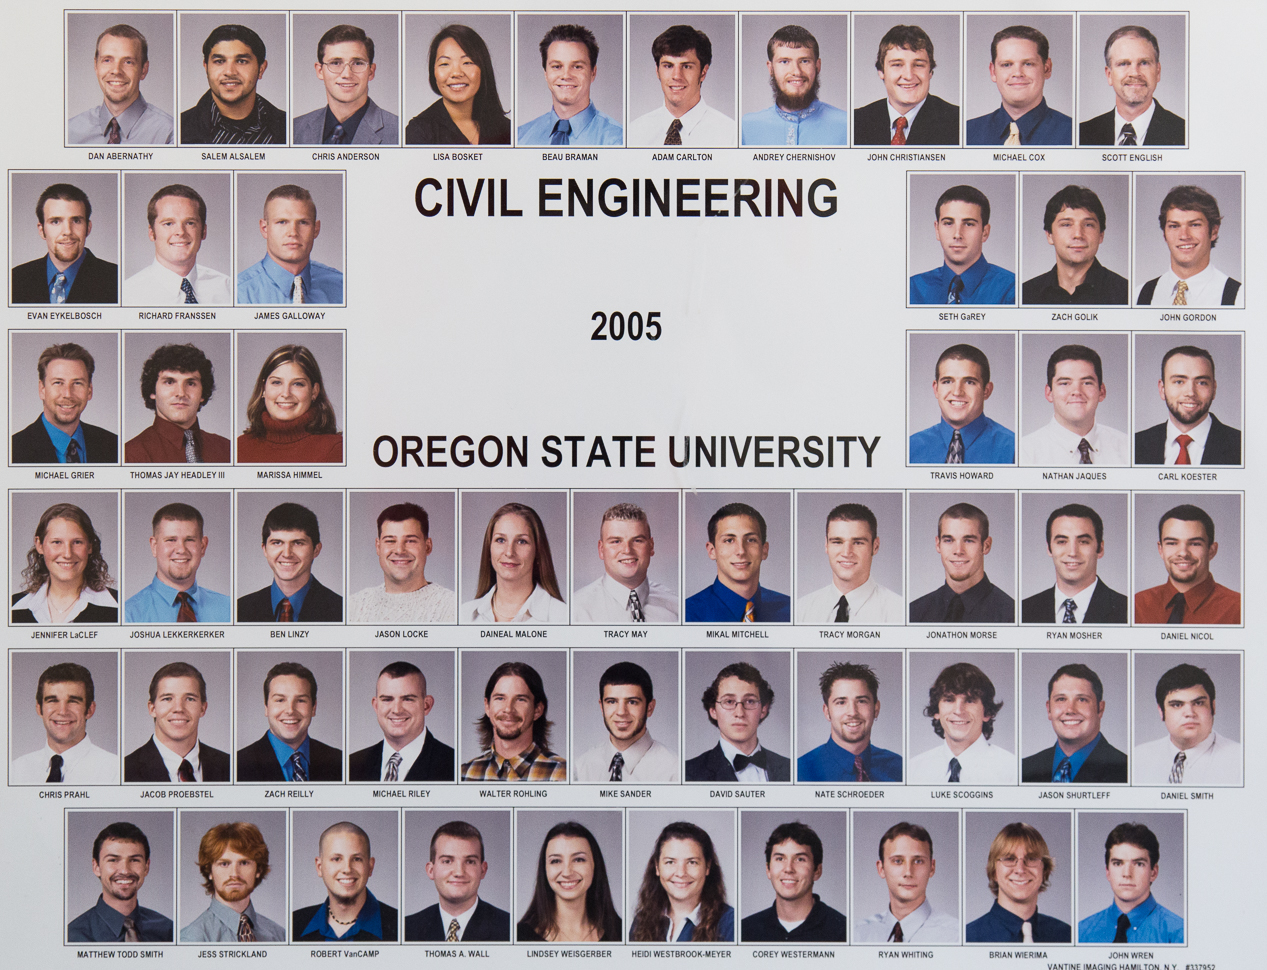 DAN ABERNATHY SALEM ALSALEM CHRIS ANDERSON LISA BOSKET BEAU BRAMAN ADAM CARLTON ANDREY CHERNISHOV JOHN CHRISTIANSEN MICHAEL COX SCOTT ENGLISH
CIVIL ENGINEERING
EVAN EYKELBOSCH RICHARD FRANSSEN JAMES GALLOWAY SETH GaREY ZACH GOLIK JOHN GORDON
2005
OREGON STATE UNIVERSITY
MICHAEL GRIER THOMAS JAY HEADLEY III MARISSA HIMMEL TRAVIS HOWARD NATHAN JAQUES CARL KOESTER
JENNIFER LaCLEF JOSHUA LEKKERKERKER BEN LINZY JASON LOCKE DAINEAL MALONE TRACY MAY MIKAL MITCHELL TRACY MORGAN JONATHON MORSE RYAN MOSHER DANIEL NICOL
CHRIS PRAHL JACOB PROEBSTEL ZACH REILLY MICHAEL RILEY WALTER ROHLING MIKE SANDER DAVID SAUTER NATE SCHROEDER LUKE SCOGGINS JASON SHURTLEFF DANIEL SMITH
MATTHEW TODD SMITH JESS STRICKLAND ROBERT VanCAMP THOMAS A. WALL LINDSEY WEISGERBER HEIDI WESTBROOK-MEYER COREY WESTERMANN RYAN WHITING BRIAN WIERIMA JOHN WREN
VANTINE IMAGING HAMILTON, N.Y. #337952